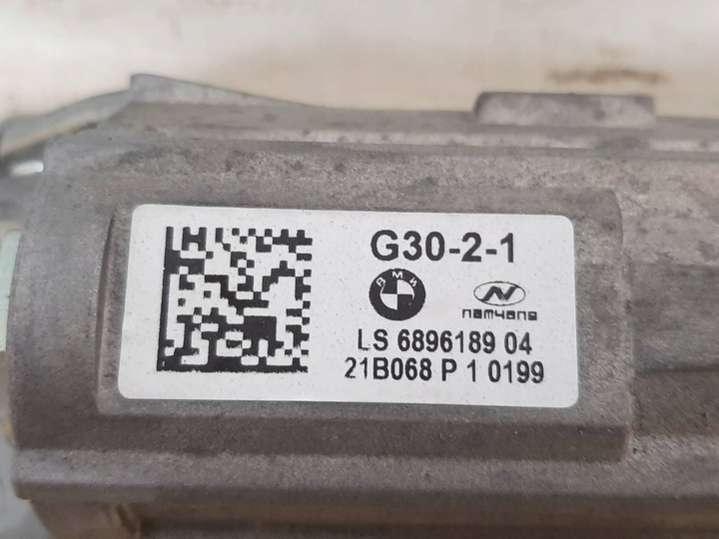 G30-2-1
BMW
namyang
LS 6896189 04
21B068 P 1 0199